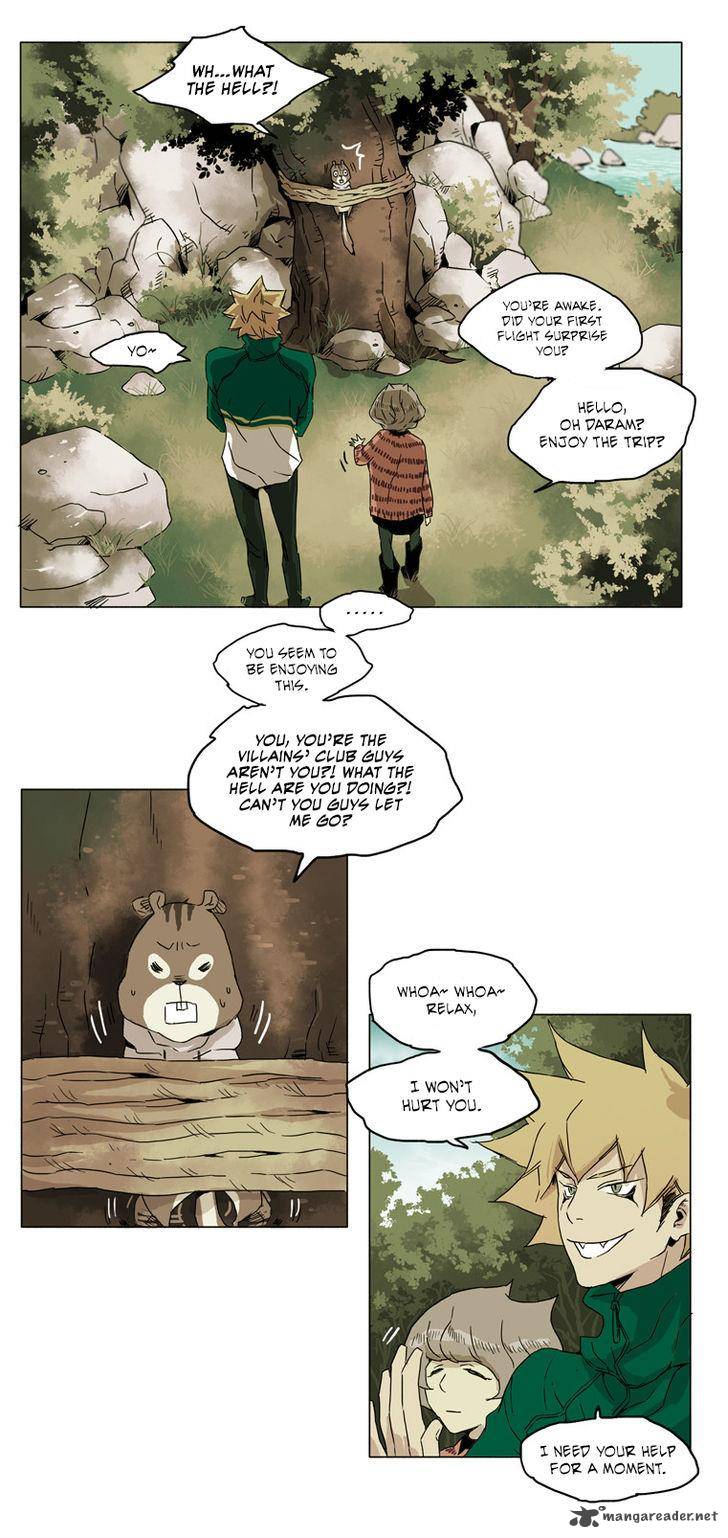 WH...WHAT
THE HELL?!
YO~
YOU'RE AWAKE.
DID YOUR FIRST
FLIGHT SURPRISE
YOU?
HELLO,
OH DARAM?
ENJOY THE TRIP?
.....
YOU SEEM TO
BE ENJOYING
THIS.
YOU, YOU'RE THE
VILLAINS' CLUB GUYS
AREN'T YOU?! WHAT THE
HELL ARE YOU DOING?!
CAN'T YOU GUYS LET
ME GO?
WHOA~ WHOA~
RELAX,
I WON'T
HURT YOU.
I NEED YOUR HELP
FOR A MOMENT.
mangareader.net